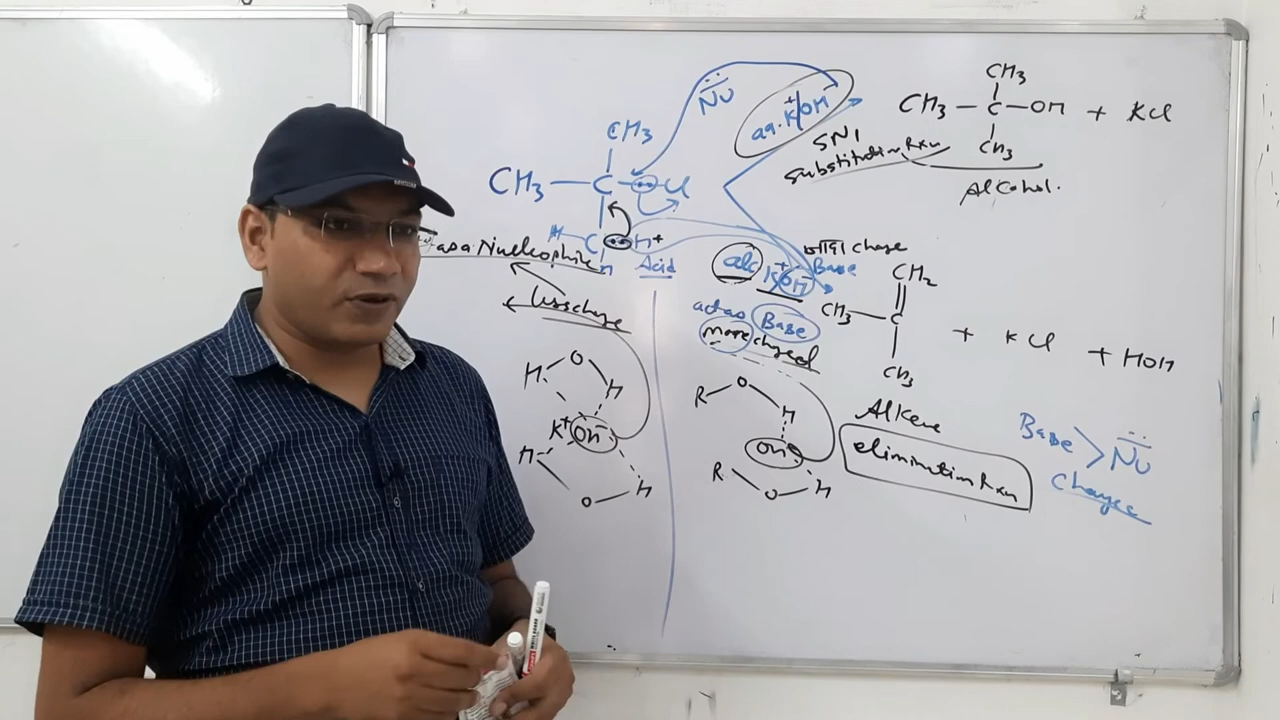 CH3
CH3 — C — Cl
H — C H+
H
Acid
N̈u
aq. K+/OH-
SN1
Substitution Rxn
CH3
CH3 — C — OH + KCl
CH3
Alcohol.
as a Nucleophile
less charge
H O H
K+ OH-
H O H
ज्यादा charge
alc K+OH- Base
act as Base
more charged
R O H
OH-
R O H
CH2
CH3 — C + KCl + HOH
CH3
Alkene
elimination Rxn
Base > N̈u
Charge